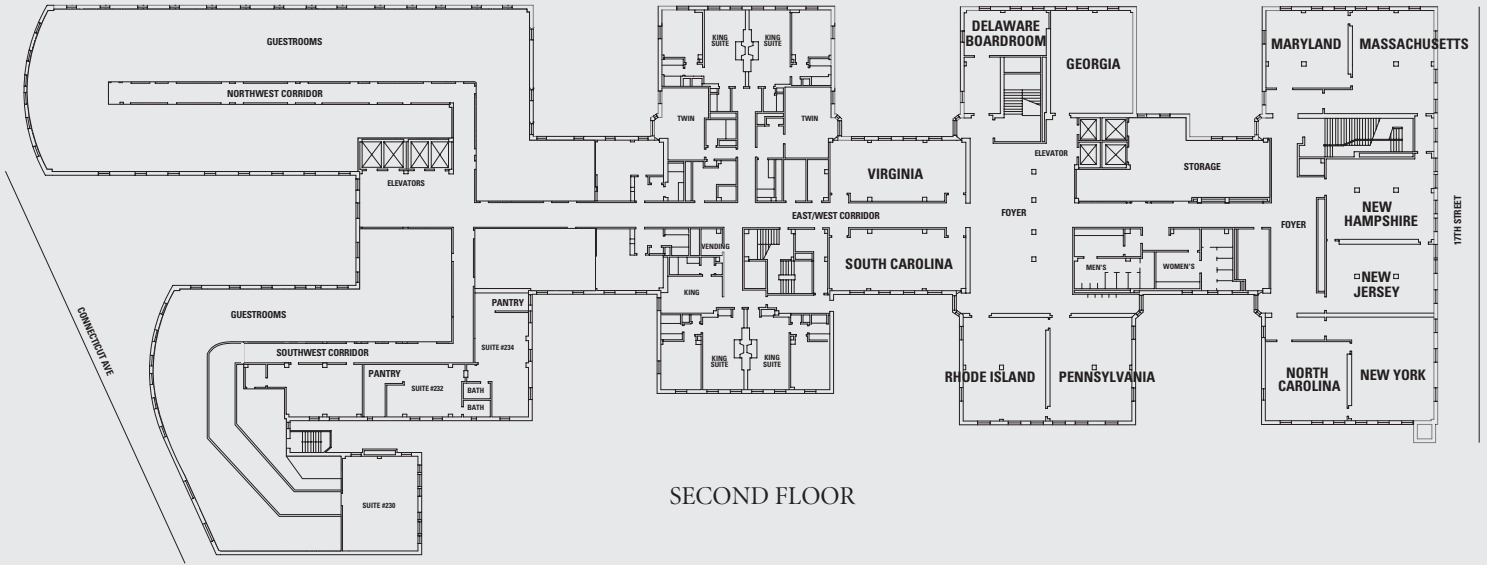 GUESTROOMS
NORTHWEST CORRIDOR
ELEVATORS
KING
SUITE
KING
SUITE
TWIN
TWIN
DELAWARE
BOARDROOM
GEORGIA
MARYLAND
MASSACHUSETTS
ELEVATOR
STORAGE
VIRGINIA
EAST/WEST CORRIDOR
FOYER
FOYER
NEW
HAMPSHIRE
17TH STREET
VENDING
SOUTH CAROLINA
MEN'S
WOMEN'S
NEW
JERSEY
KING
PANTRY
GUESTROOMS
CONNECTICUT AVE
SUITE #234
SOUTHWEST CORRIDOR
PANTRY
SUITE #232
BATH
BATH
KING
SUITE
KING
SUITE
RHODE ISLAND
PENNSYLVANIA
NORTH
CAROLINA
NEW YORK
SUITE #230
SECOND FLOOR